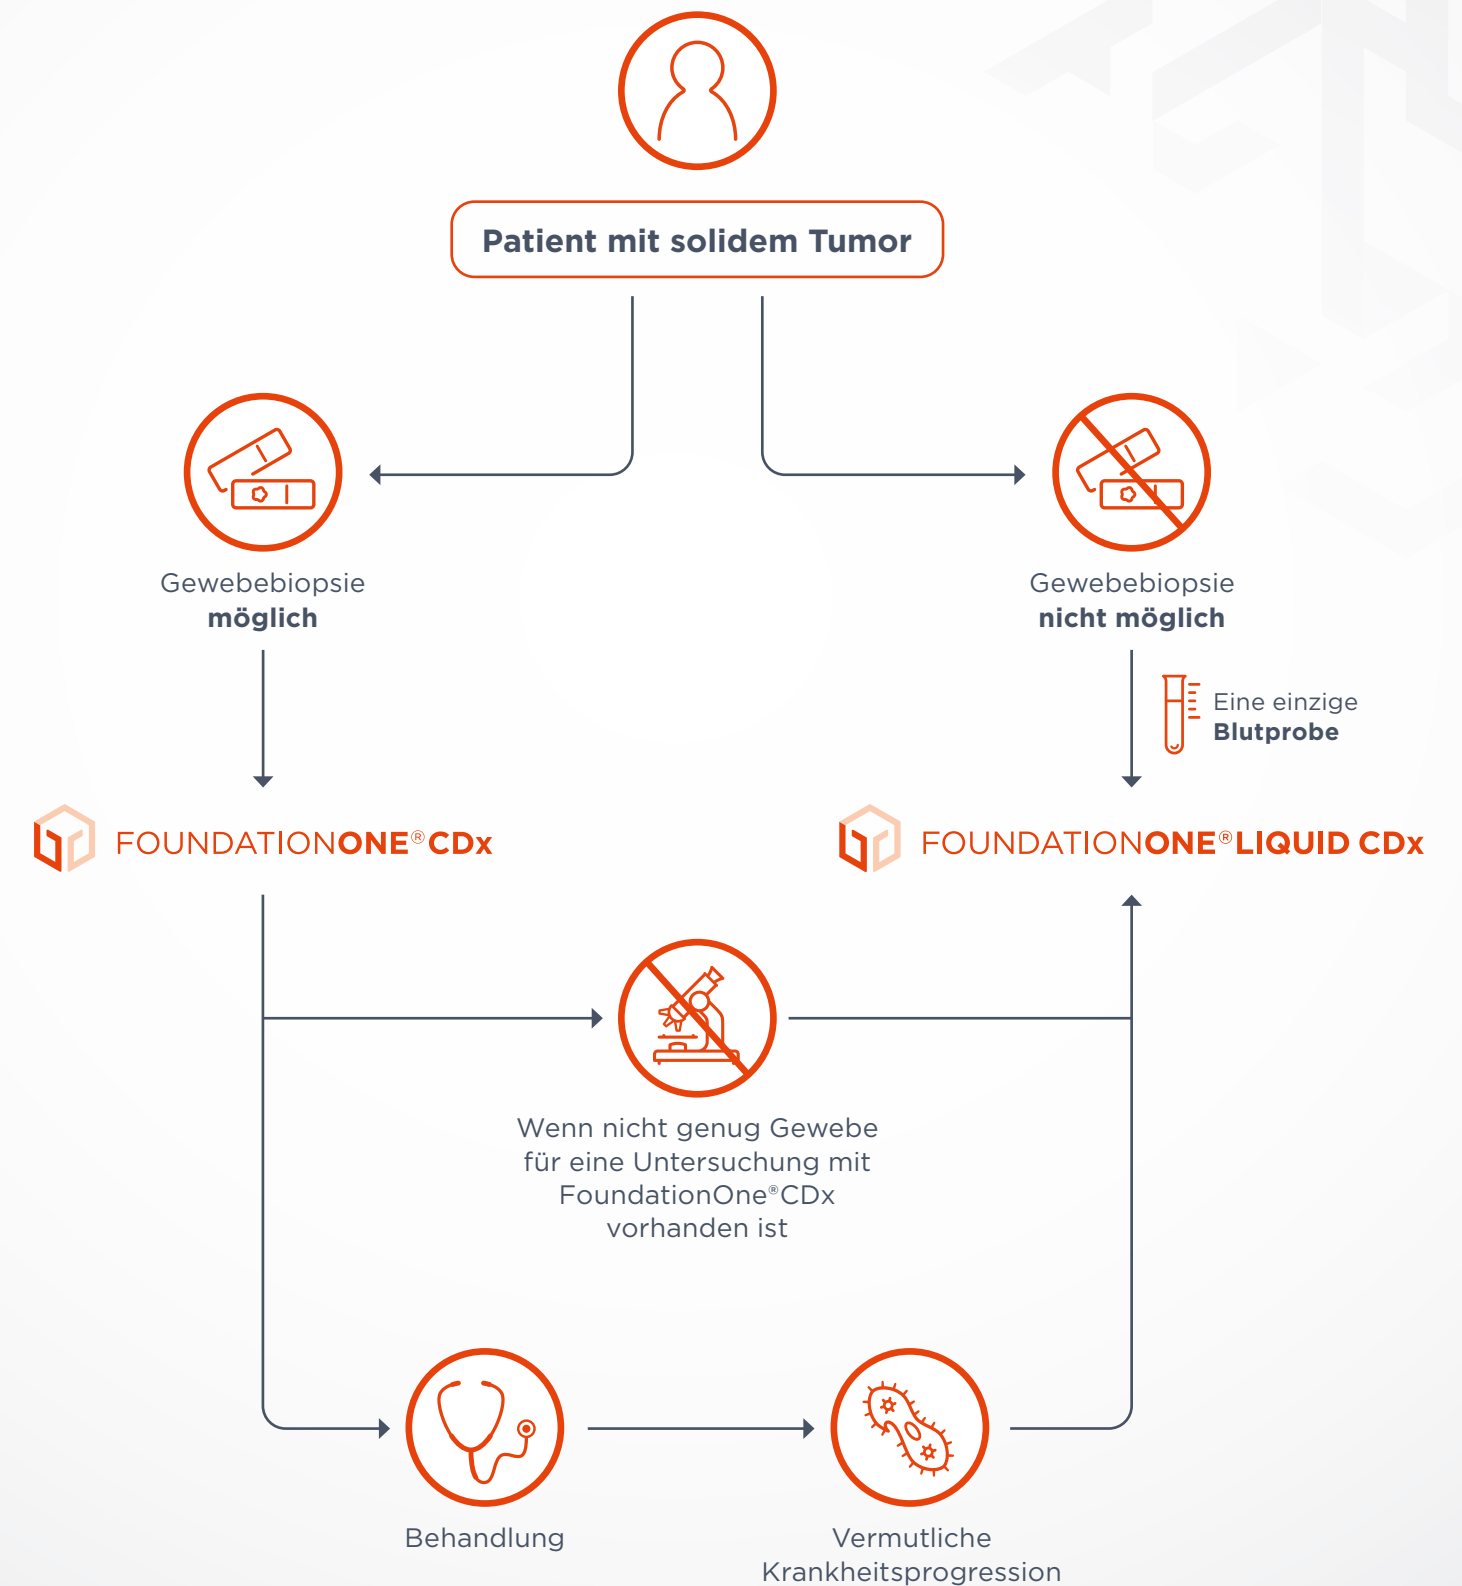 Patient mit solidem Tumor
Gewebebiopsie
möglich
Gewebebiopsie
nicht möglich
Eine einzige
Blutprobe
FOUNDATIONONE®CDx
FOUNDATIONONE®LIQUID CDx
Wenn nicht genug Gewebe
für eine Untersuchung mit
FoundationOne®CDx
vorhanden ist
Behandlung
Vermutliche
Krankheitsprogression